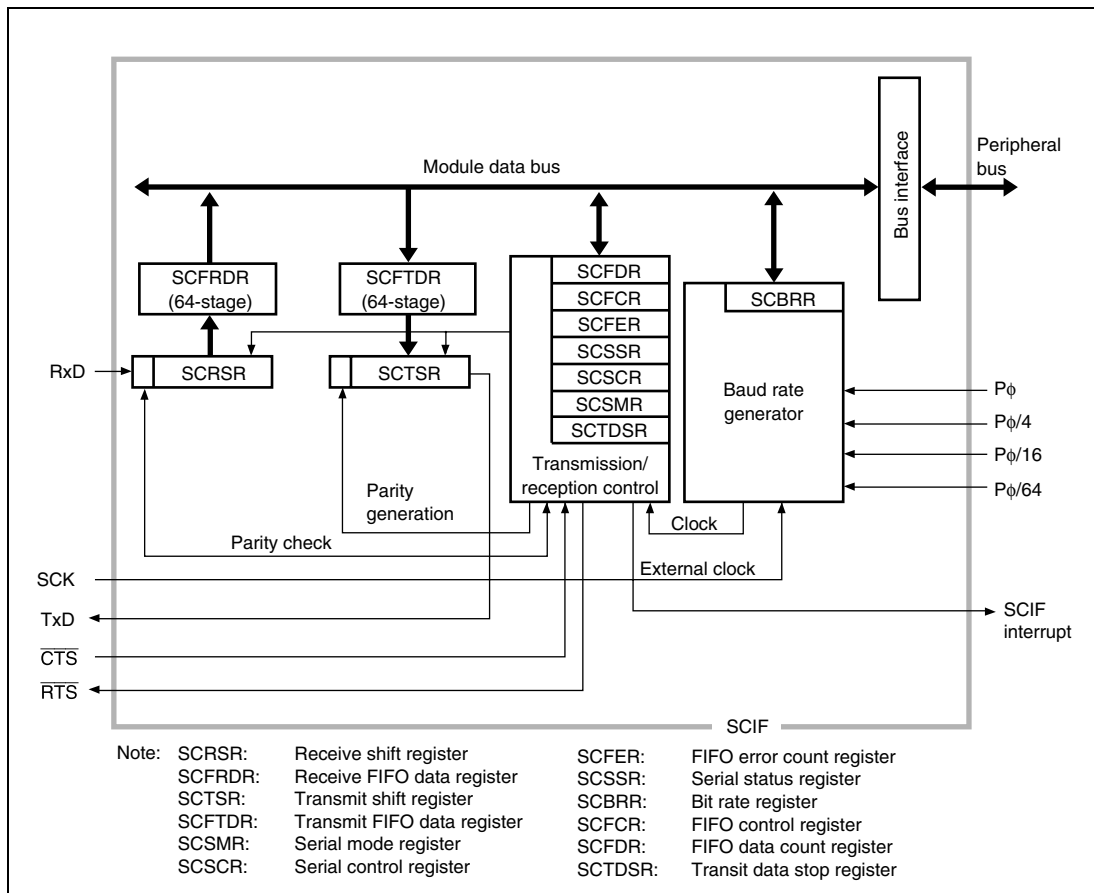 Module data bus
Bus interface
Peripheral
bus
SCFRDR
(64-stage)
SCFTDR
(64-stage)
SCFDR
SCFCR
SCFER
SCSSR
SCSCR
SCSMR
SCTDSR
Transmission/
reception control
SCBRR
Baud rate
generator
RxD
SCRSR
SCTSR
Pϕ
Pϕ/4
Pϕ/16
Pϕ/64
Parity
generation
Parity check
Clock
SCK
External clock
TxD
SCIF
interrupt
C̅T̅S̅
R̅T̅S̅
SCIF
Note: SCRSR: Receive shift register
SCFRDR: Receive FIFO data register
SCTSR: Transmit shift register
SCFTDR: Transmit FIFO data register
SCSMR: Serial mode register
SCSCR: Serial control register
SCFER: FIFO error count register
SCSSR: Serial status register
SCBRR: Bit rate register
SCFCR: FIFO control register
SCFDR: FIFO data count register
SCTDSR: Transit data stop register